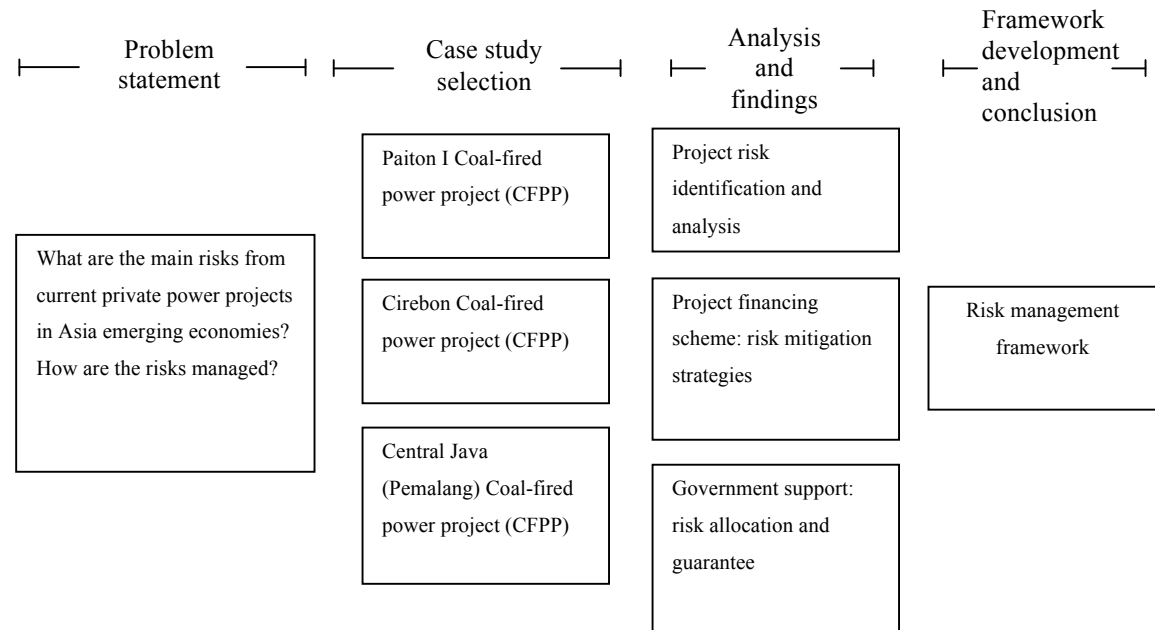 Problem
statement
Case study
selection
Analysis
and
findings
Framework
development
and
conclusion
What are the main risks from
current private power projects
in Asia emerging economies?
How are the risks managed?
Paiton I Coal-fired
power project (CFPP)
Cirebon Coal-fired
power project (CFPP)
Central Java
(Pemalang) Coal-fired
power project (CFPP)
Project risk
identification and
analysis
Project financing
scheme: risk mitigation
strategies
Government support:
risk allocation and
guarantee
Risk management
framework